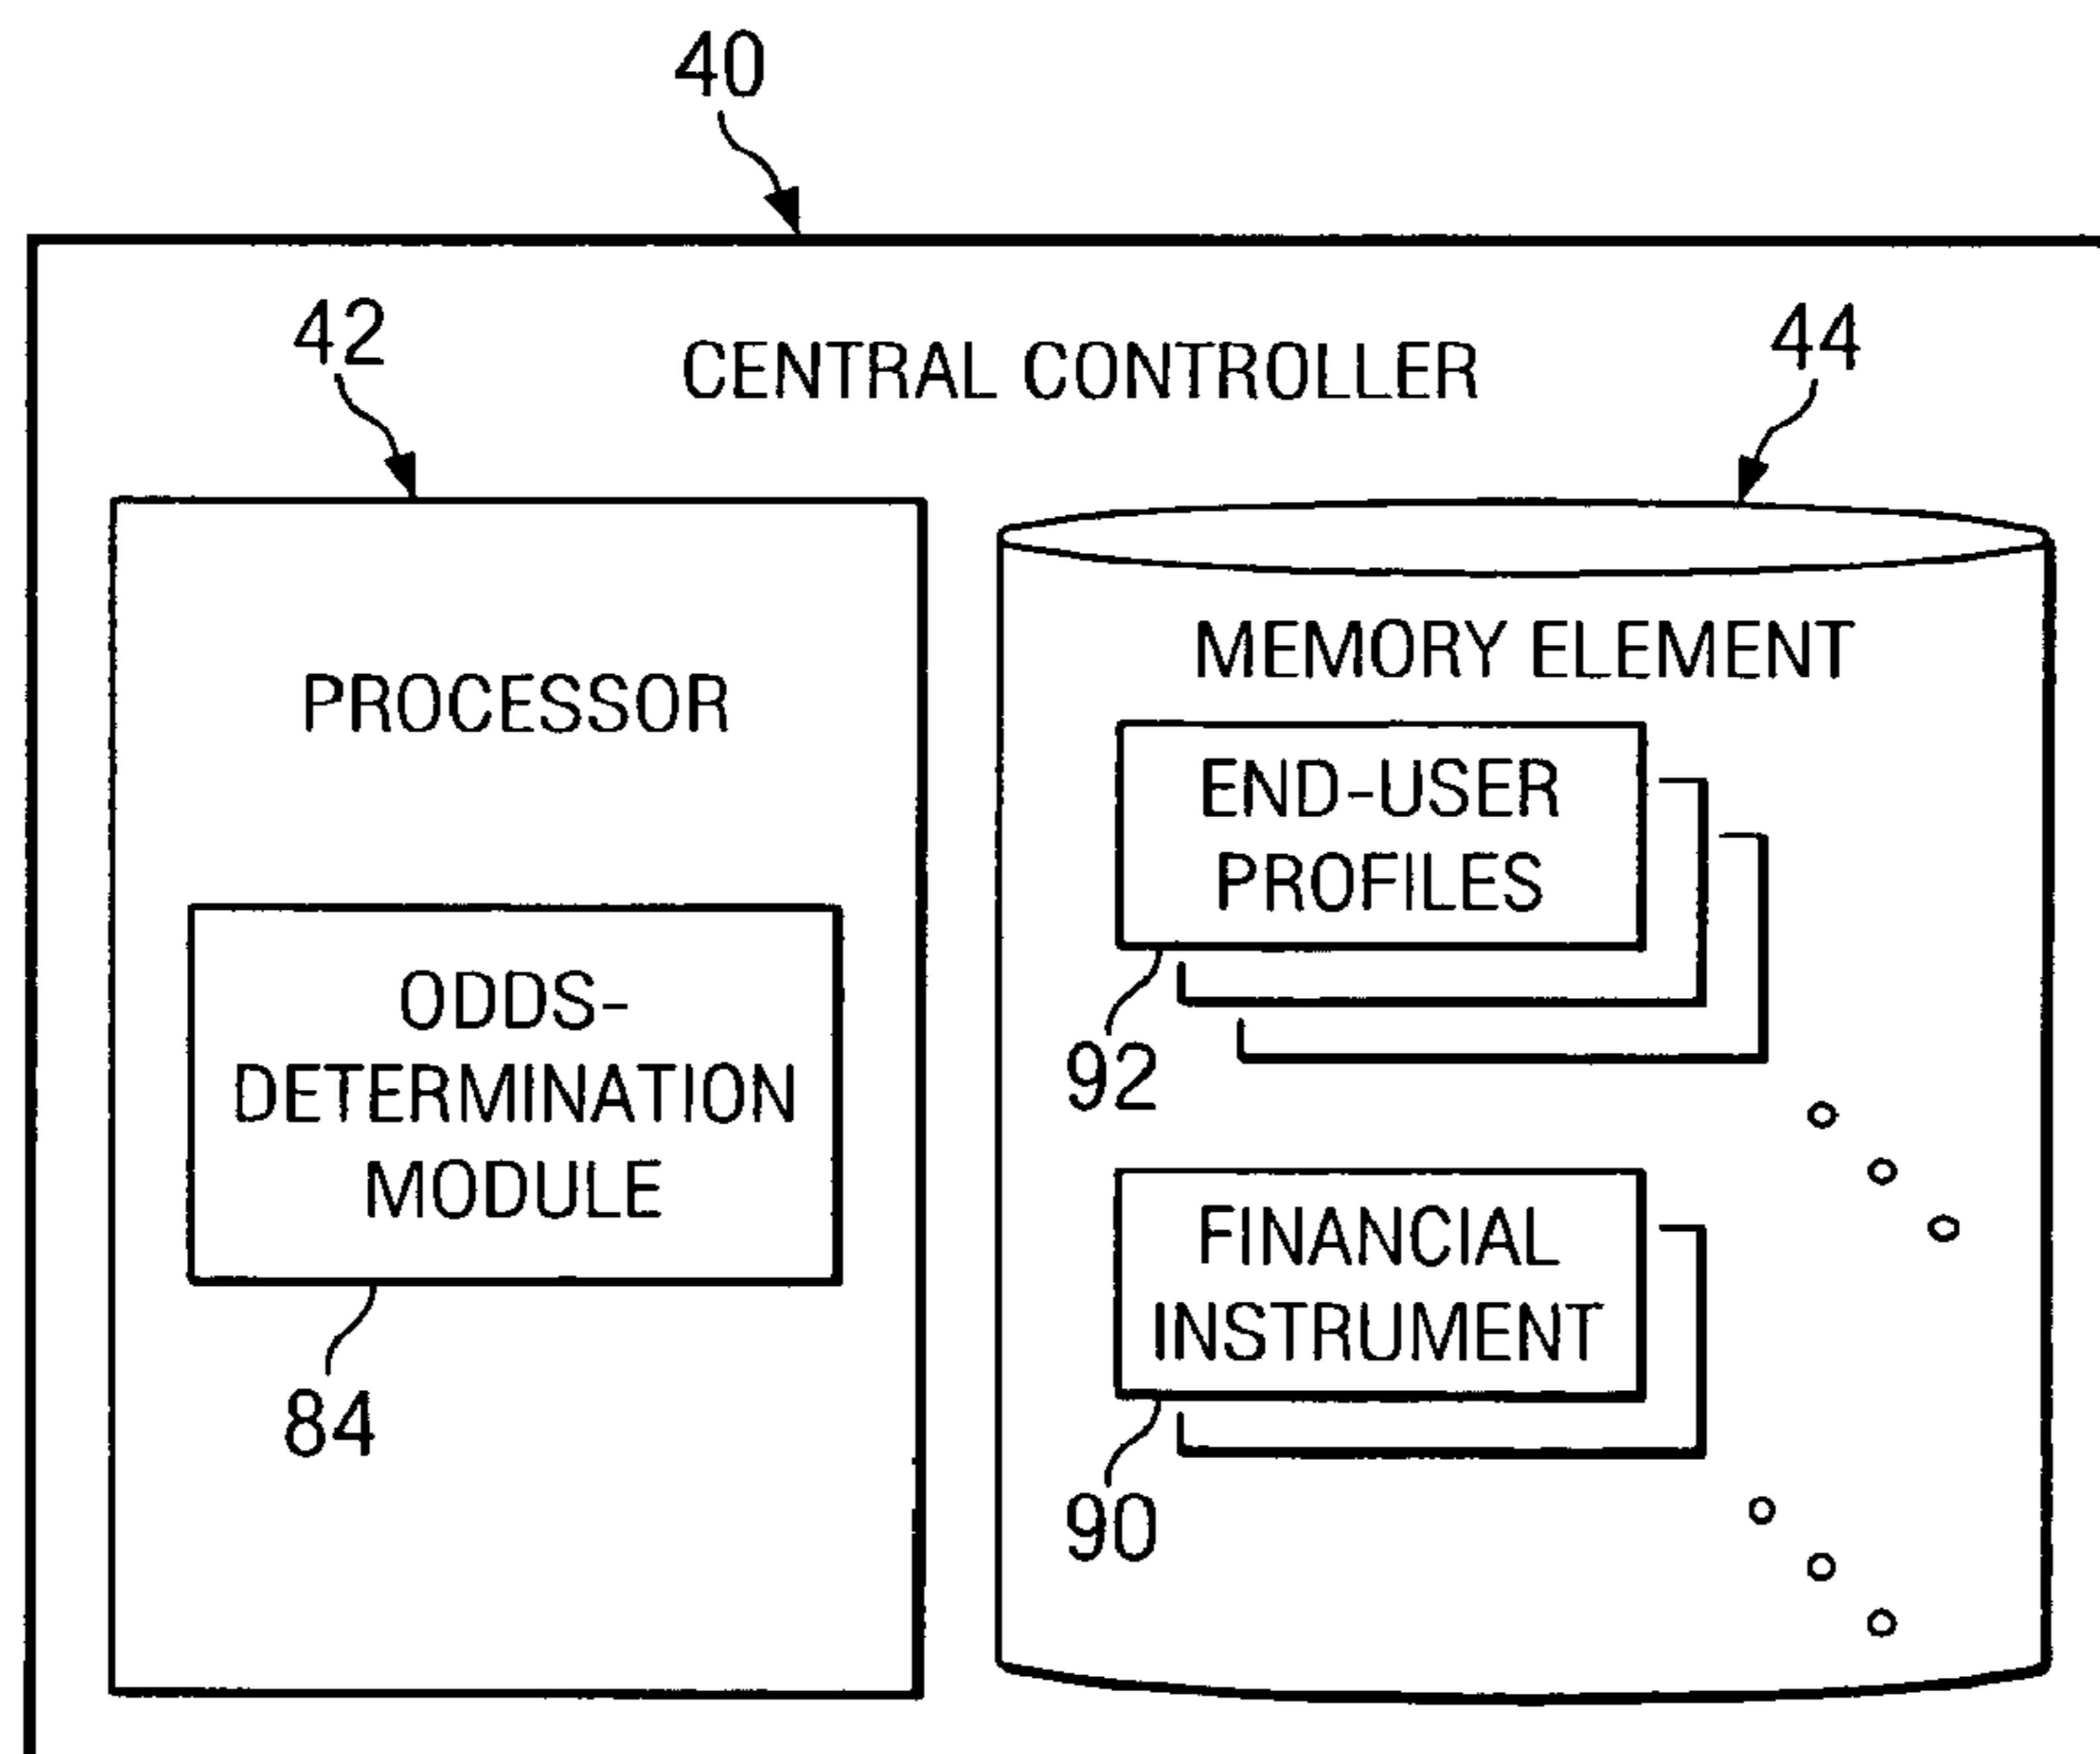 40
42
CENTRAL CONTROLLER
44
PROCESSOR
MEMORY ELEMENT
END-USER
PROFILES
92
ODDS-
DETERMINATION
MODULE
84
FINANCIAL
INSTRUMENT
90